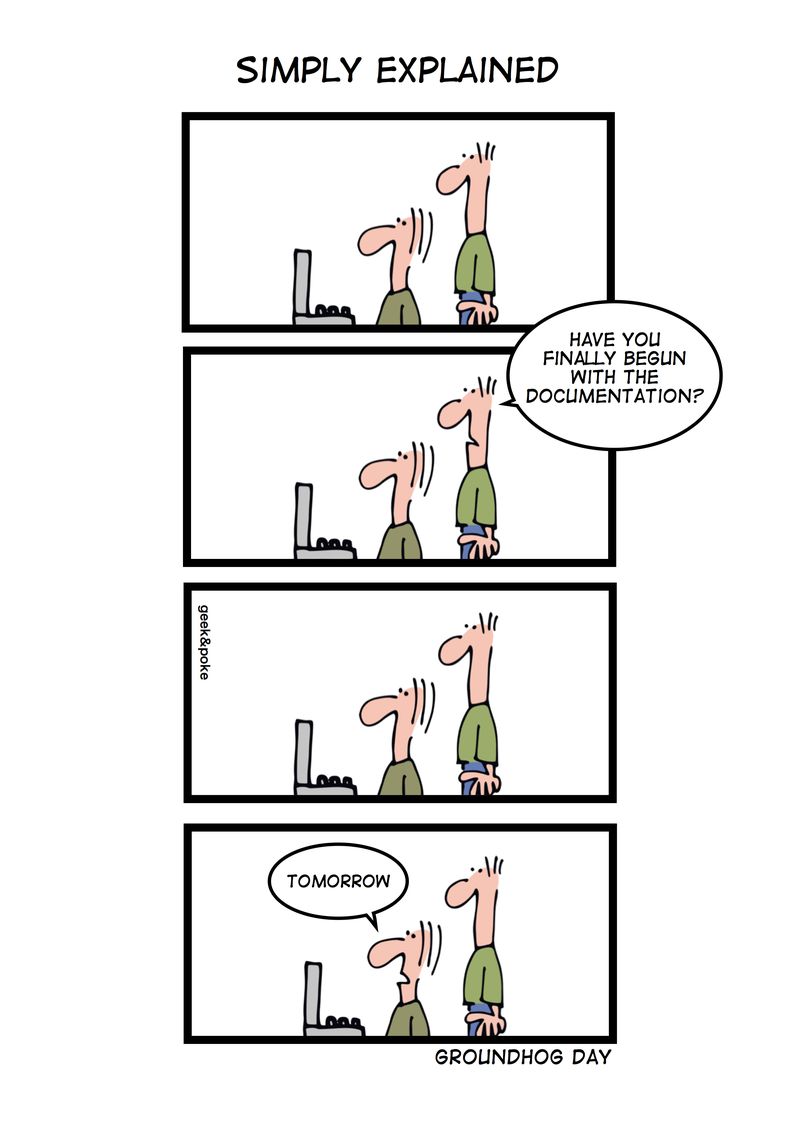 SIMPLY EXPLAINED
HAVE YOU
FINALLY BEGUN
WITH THE
DOCUMENTATION?
geek&poke
TOMORROW
GROUNDHOG DAY